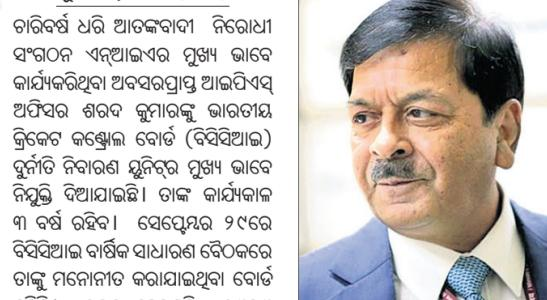 ଚାରିବର୍ଷ ଧରି ଆତଙ୍କବାଦୀ ନିରୋଧୀ
ସଂଗଠନ ଏନ୍‌ଆଇଏର ମୁଖ୍ୟ ଭାବେ
କାର୍ଯ୍ୟକରିଥିବା ଅବସରପ୍ରାପ୍ତ ଆଇପିଏସ୍
ଅଫିସର ଶରଦ କୁମାରଙ୍କୁ ଭାରତୀୟ
କ୍ରିକେଟ କଣ୍ଟ୍ରୋଲ ବୋର୍ଡ (ବିସିସିଆଇ)
ଦୁର୍ନୀତି ନିବାରଣ ୟୁନିଟ୍‌ର ମୁଖ୍ୟ ଭାବେ
ନିଯୁକ୍ତି ଦିଆଯାଇଛି। ତାଙ୍କ କାର୍ଯ୍ୟକାଳ
୩ ବର୍ଷ ରହିବ। ସେପ୍ଟେମ୍ବର ୨୯ରେ
ବିସିସିଆଇ ବାର୍ଷିକ ସାଧାରଣ ବୈଠକରେ
ତାଙ୍କୁ ମନୋନୀତ କରାଯାଇଥିବା ବୋର୍ଡ